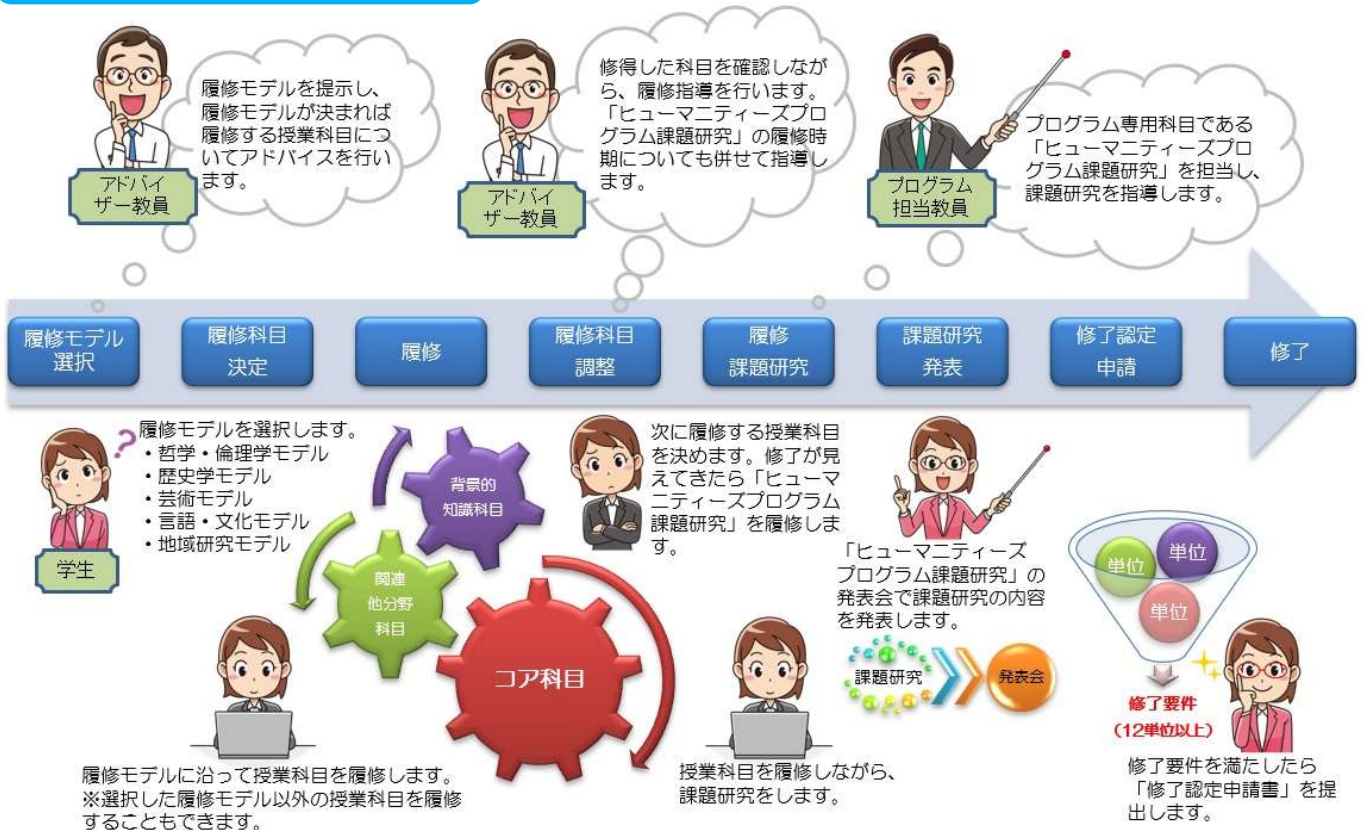 履修モデルを提示し、
履修モデルが決まれば
履修する授業科目につ
いてアドバイスを行い
ます。
アドバイ
ザー教員
修得した科目を確認しなが
ら、履修指導を行います。
「ヒューマニティーズプロ
グラム課題研究」の履修時
期についても併せて指導し
ます。
アドバイ
ザー教員
プログラム専用科目である
「ヒューマニティーズプロ
グラム課題研究」を担当し、
課題研究を指導します。
プログラム
担当教員
履修モデル
選択
履修科目
決定
履修
履修科目
調整
履修
課題研究
課題研究
発表
修了認定
申請
修了
?
履修モデルを選択します。
・哲学・倫理学モデル
・歴史学モデル
・芸術モデル
・言語・文化モデル
・地域研究モデル
学生
背景的
知識科目
関連
他分野
科目
コア科目
履修モデルに沿って授業科目を履修します。
※選択した履修モデル以外の授業科目を履修
することもできます。
次に履修する授業科目
を決めます。修了が見
えてきたら「ヒューマ
ニティーズプログラム
課題研究」を履修しま
す。
授業科目を履修しながら、
課題研究をします。
「ヒューマニティーズ
プログラム課題研究」の
発表会で課題研究の内容
を発表します。
課題研究
発表会
単位
単位
単位
修了要件
（12単位以上）
修了要件を満たしたら
「修了認定申請書」を提
出します。